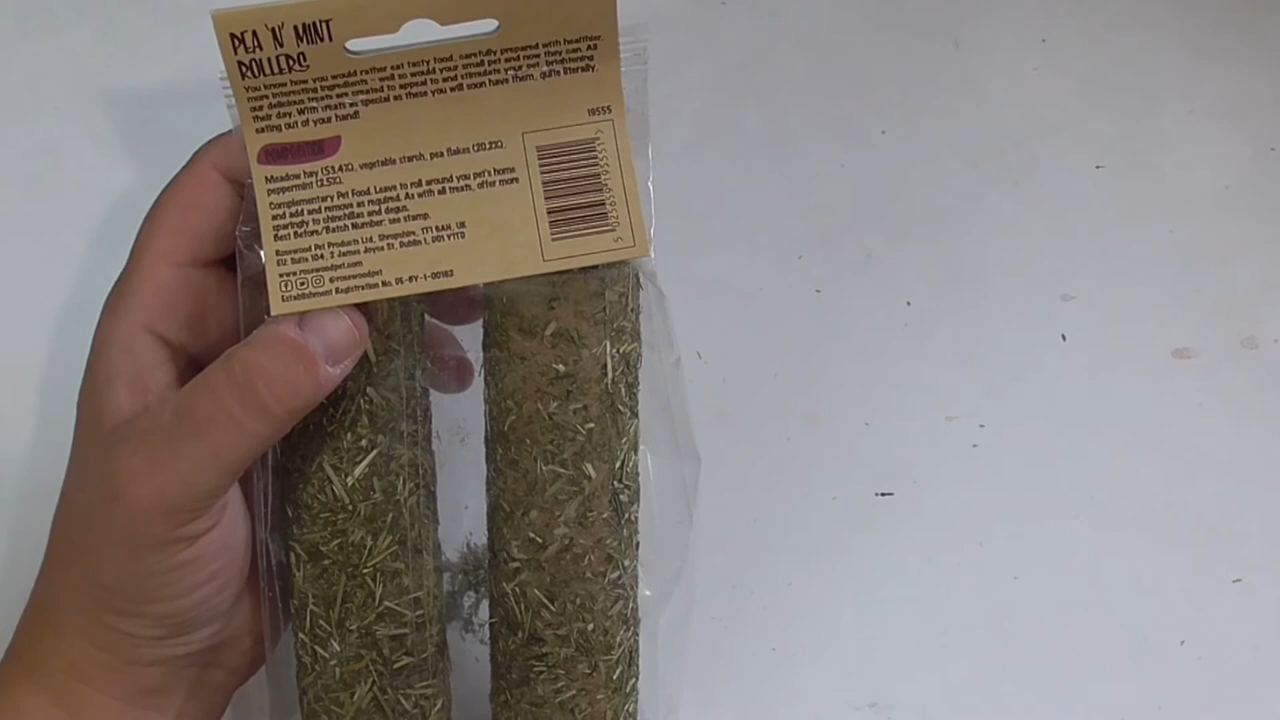 PEA 'N' MINT
ROLLERS
You know how you would rather eat tasty food, carefully prepared with healthier,
more interesting ingredients - well so would your small pet and now they can. All
our delicious treats are created to appeal to and stimulate your pet, brightening
their day. With treats as special as these you will soon have them, quite literally,
eating out of your hand!
19555
COMPOSITION
Meadow hay (53.4%), vegetable starch, pea flakes (20.2%),
peppermint (2.5%).
Complementary Pet Food. Leave to roll around you pet's home
and add and remove as required. As with all treats, offer more
sparingly to chinchillas and degus.
Best Before/Batch Number: see stamp.
Rosewood Pet Products Ltd, Shropshire, TF1 6AH, UK
EU: Suite 104, 2 James Joyce St, Dublin 1, D01 Y1TD
www.rosewoodpet.com
@rosewoodpet
Establishment Registration No. DE-BY-1-00163
5 025659 195551 >